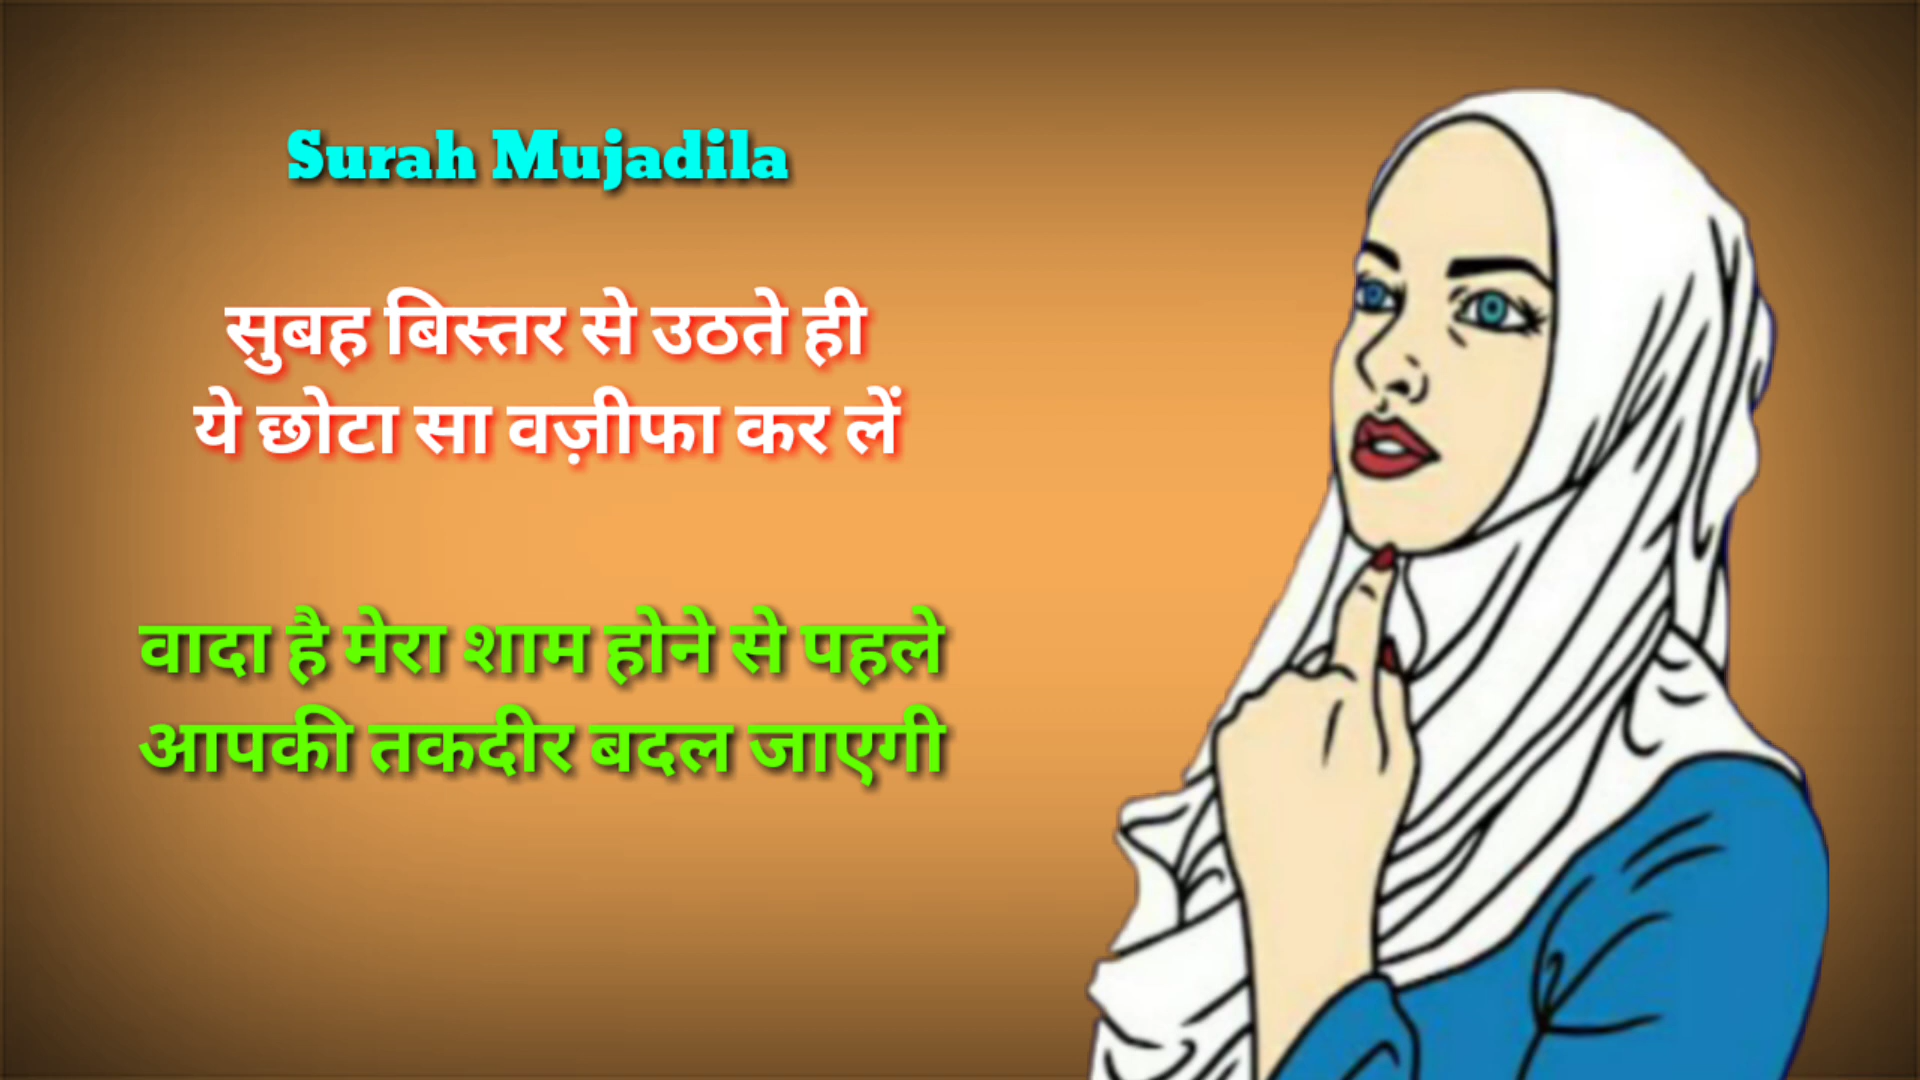 Surah Mujadila
सुबह बिस्तर से उठते ही
ये छोटा सा वज़ीफा कर लें
वादा है मेरा शाम होने से पहले
आपकी तकदीर बदल जाएगी